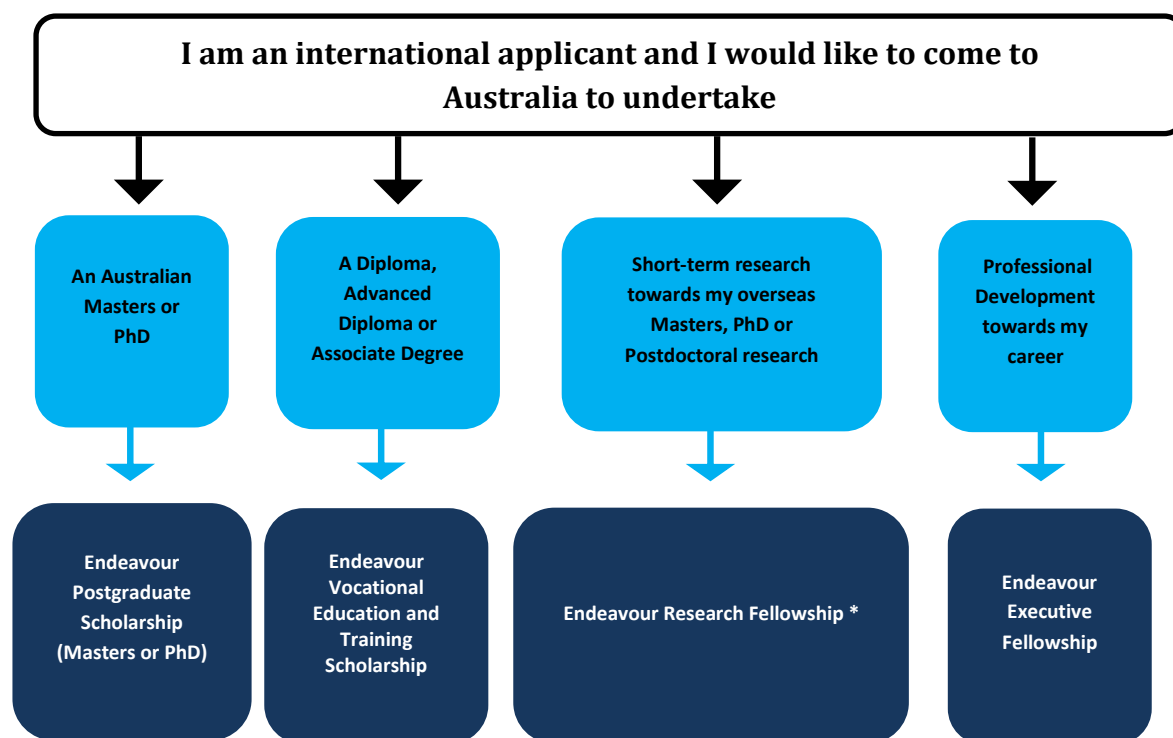 I am an international applicant and I would like to come to
Australia to undertake
An Australian
Masters or
PhD
A Diploma,
Advanced
Diploma or
Associate Degree
Short-term research
towards my overseas
Masters, PhD or
Postdoctoral research
Professional
Development
towards my
career
Endeavour
Postgraduate
Scholarship
(Masters or PhD)
Endeavour
Vocational
Education and
Training
Scholarship
Endeavour Research Fellowship *
Endeavour
Executive
Fellowship